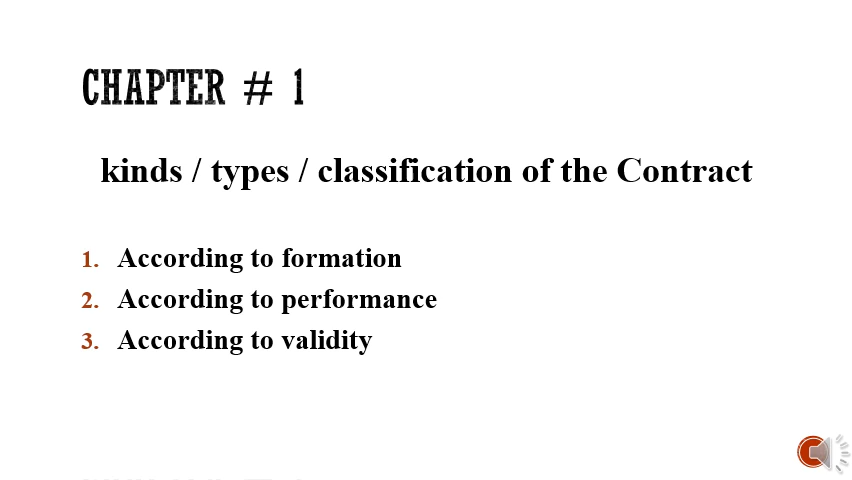 CHAPTER # 1
kinds / types / classification of the Contract
1. According to formation
2. According to performance
3. According to validity
C